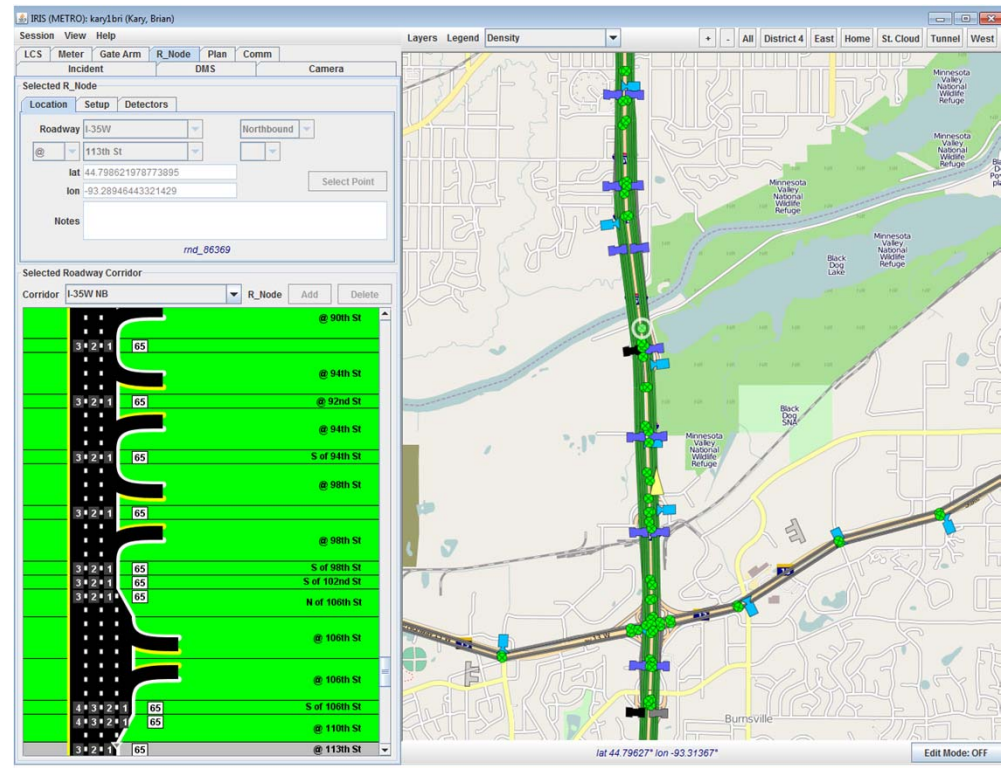 IRIS (METRO): kary1bri (Kary, Brian)
Session View Help
LCS Meter Gate Arm R_Node Plan Comm
Incident DMS Camera
Selected R_Node
Location Setup Detectors
Roadway I-35W Northbound
@ 113th St
lat 44.798621978773895
lon -93.28946443321429
Select Point
Notes
rnd_86369
Selected Roadway Corridor
Corridor I-35W NB R_Node Add Delete
@ 90th St
3 2 1 65
@ 94th St
3 2 1 65 @ 92nd St
@ 94th St
3 2 1 65 S of 94th St
@ 98th St
3 2 1 65
@ 98th St
3 2 1 65 S of 98th St
3 2 1 65 S of 102nd St
3 2 1 65 N of 106th St
@ 106th St
@ 106th St
4 3 2 1 65 S of 106th St
4 3 2 1 65 @ 110th St
3 2 1 65 @ 113th St
Layers Legend Density + - All District 4 East Home St. Cloud Tunnel West
Minnesota
Valley
National
Wildlife
Refuge
Minnesota
Valley
National
Wildlife
Refuge
Minnesota
Valley
National
Wildlife
Refuge
Minnesota
Valley
National
Wildlife
Refuge
Black
Dog
Lake
Black
Dog
SNA
Minnesota
Valley
National
Wildlife
Refuge
Burnsville
lat 44.79627° lon -93.31367°
Edit Mode: OFF